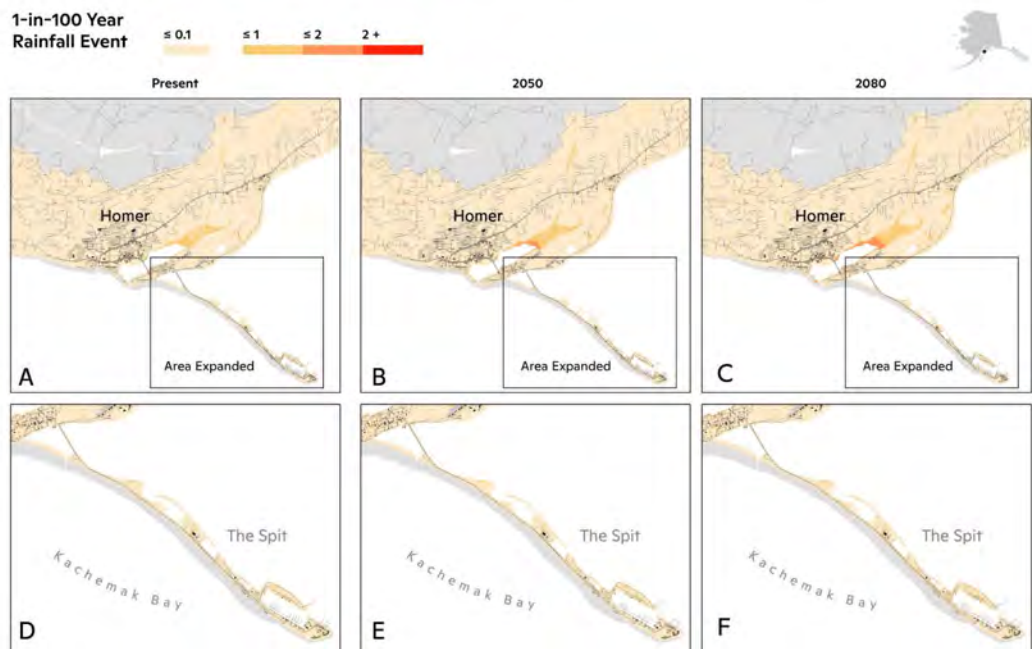 1-in-100 Year
Rainfall Event
≤ 0.1 ≤ 1 ≤ 2 2 +
Present 2050 2080
Homer Homer Homer
Area Expanded Area Expanded Area Expanded
A B C
The Spit The Spit The Spit
Kachemak Bay Kachemak Bay Kachemak Bay
D E F